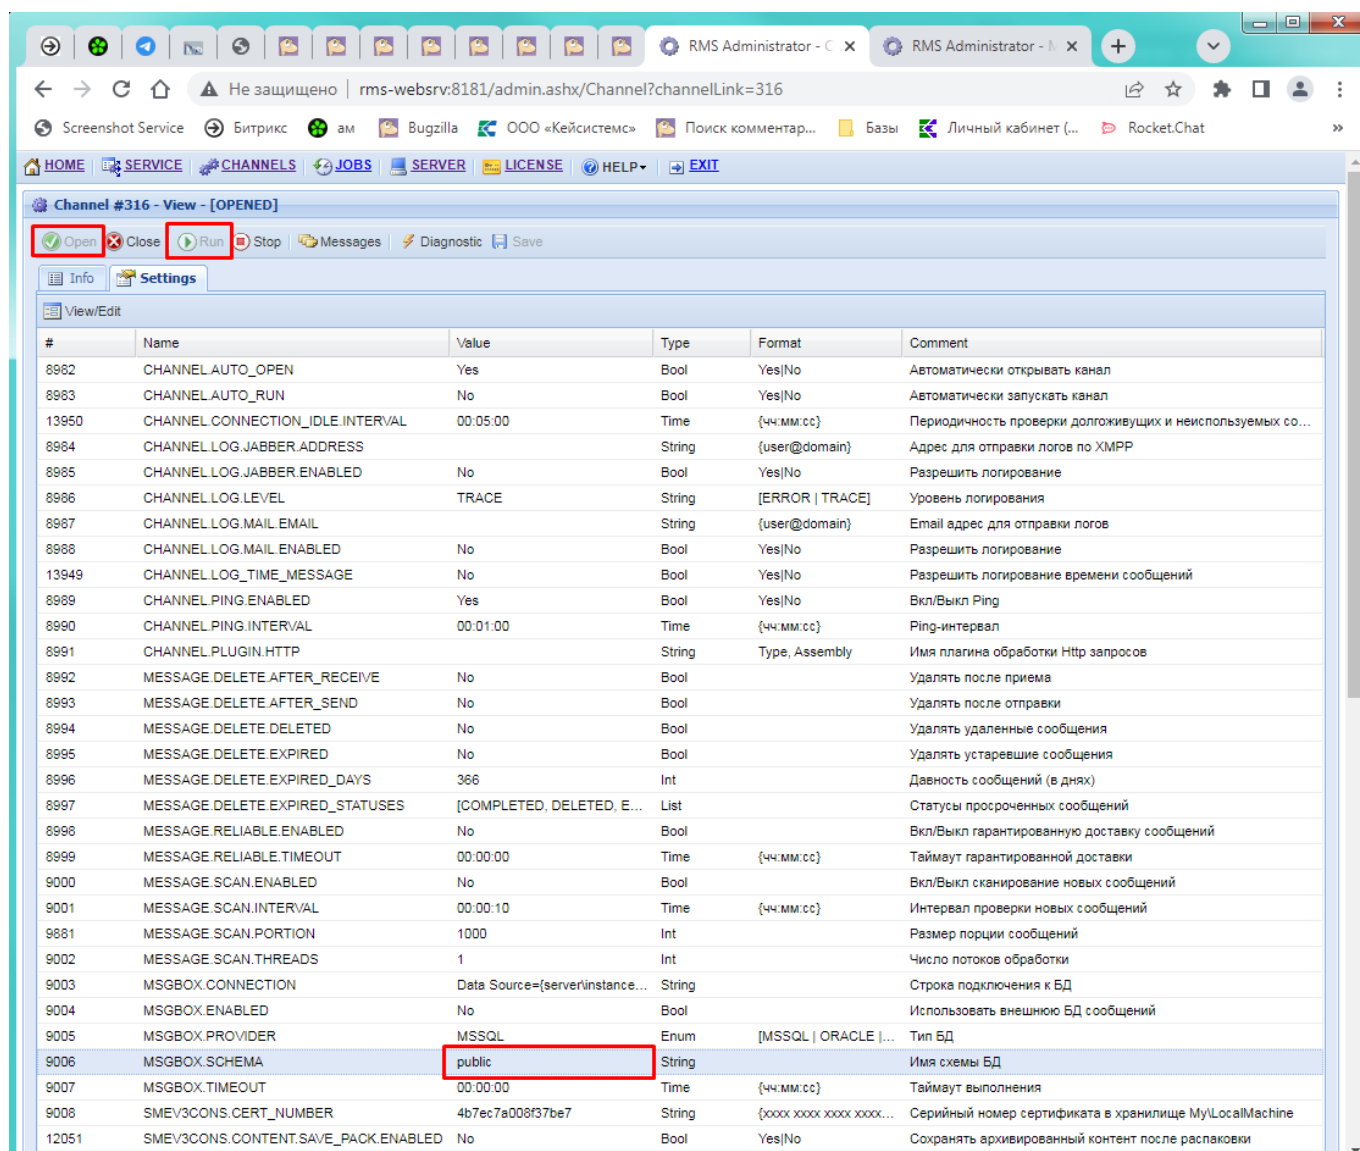 RMS Administrator - C
RMS Administrator - M
Не защищено | rms-websrv:8181/admin.ashx/Channel?channelLink=316
Screenshot Service Битрикс ам Bugzilla ООО «Кейсистемс» Поиск комментар... Базы Личный кабинет (... Rocket.Chat »
HOME SERVICE CHANNELS JOBS SERVER LICENSE HELP EXIT
Channel #316 - View - [OPENED]
Open Close Run Stop Messages Diagnostic Save
Info Settings
View/Edit
# Name Value Type Format Comment
8982 CHANNEL.AUTO_OPEN Yes Bool Yes|No Автоматически открывать канал
8983 CHANNEL.AUTO_RUN No Bool Yes|No Автоматически запускать канал
13950 CHANNEL.CONNECTION_IDLE.INTERVAL 00:05:00 Time {чч:мм:сс} Периодичность проверки долгоживущих и неиспользуемых со...
8984 CHANNEL.LOG.JABBER.ADDRESS String {user@domain} Адрес для отправки логов по XMPP
8985 CHANNEL.LOG.JABBER.ENABLED No Bool Yes|No Разрешить логирование
8986 CHANNEL.LOG.LEVEL TRACE String [ERROR | TRACE] Уровень логирования
8987 CHANNEL.LOG.MAIL.EMAIL String {user@domain} Email адрес для отправки логов
8988 CHANNEL.LOG.MAIL.ENABLED No Bool Yes|No Разрешить логирование
13949 CHANNEL.LOG_TIME_MESSAGE No Bool Yes|No Разрешить логирование времени сообщений
8989 CHANNEL.PING.ENABLED Yes Bool Yes|No Вкл/Выкл Ping
8990 CHANNEL.PING.INTERVAL 00:01:00 Time {чч:мм:сс} Ping-интервал
8991 CHANNEL.PLUGIN.HTTP String Type, Assembly Имя плагина обработки Http запросов
8992 MESSAGE.DELETE.AFTER_RECEIVE No Bool Удалять после приема
8993 MESSAGE.DELETE.AFTER_SEND No Bool Удалять после отправки
8994 MESSAGE.DELETE.DELETED No Bool Удалять удаленные сообщения
8995 MESSAGE.DELETE.EXPIRED No Bool Удалять устаревшие сообщения
8996 MESSAGE.DELETE.EXPIRED_DAYS 366 Int Давность сообщений (в днях)
8997 MESSAGE.DELETE.EXPIRED_STATUSES [COMPLETED, DELETED, E... List Статусы просроченных сообщений
8998 MESSAGE.RELIABLE.ENABLED No Bool Вкл/Выкл гарантированную доставку сообщений
8999 MESSAGE.RELIABLE.TIMEOUT 00:00:00 Time {чч:мм:сс} Таймаут гарантированной доставки
9000 MESSAGE.SCAN.ENABLED No Bool Вкл/Выкл сканирование новых сообщений
9001 MESSAGE.SCAN.INTERVAL 00:00:10 Time {чч:мм:сс} Интервал проверки новых сообщений
9881 MESSAGE.SCAN.PORTION 1000 Int Размер порции сообщений
9002 MESSAGE.SCAN.THREADS 1 Int Число потоков обработки
9003 MSGBOX.CONNECTION Data Source={server\instance... String Строка подключения к БД
9004 MSGBOX.ENABLED No Bool Использовать внешнюю БД сообщений
9005 MSGBOX.PROVIDER MSSQL Enum [MSSQL | ORACLE |... Тип БД
9006 MSGBOX.SCHEMA public String Имя схемы БД
9007 MSGBOX.TIMEOUT 00:00:00 Time {чч:мм:сс} Таймаут выполнения
9008 SMEV3CONS.CERT_NUMBER 4b7ec7a008f37be7 String {xxxx xxxx xxxx xxxx... Серийный номер сертификата в хранилище My\LocalMachine
12051 SMEV3CONS.CONTENT.SAVE_PACK.ENABLED No Bool Yes|No Сохранять архивированный контент после распаковки